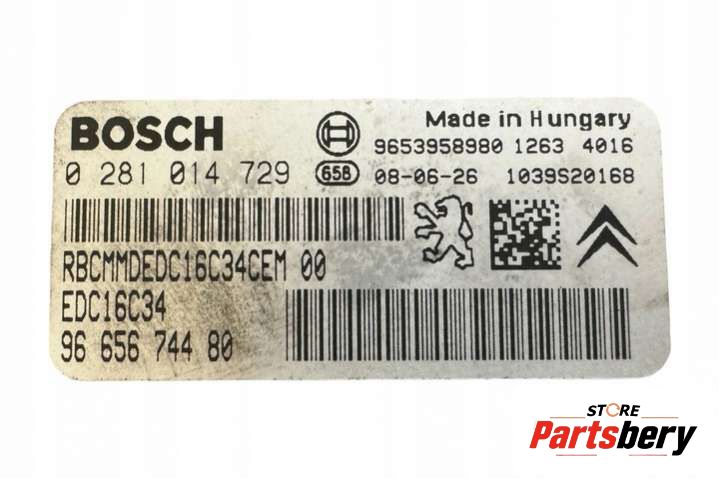 BOSCH
Made in Hungary
9653958980 1263 4016
0 281 014 729
658
08-06-26 1039S20168
RBCMMDEDC16C34CEM 00
EDC16C34
96 656 744 80
STORE
Partsbery